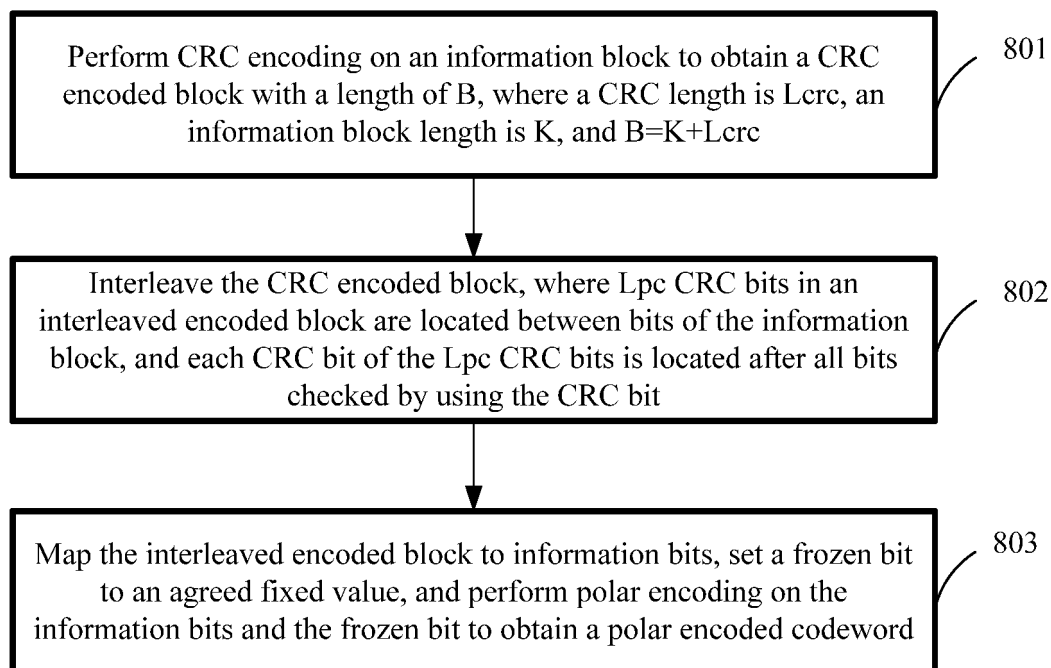 Perform CRC encoding on an information block to obtain a CRC
encoded block with a length of B, where a CRC length is Lcrc, an
information block length is K, and B=K+Lcrc
801
Interleave the CRC encoded block, where Lpc CRC bits in an
interleaved encoded block are located between bits of the information
block, and each CRC bit of the Lpc CRC bits is located after all bits
checked by using the CRC bit
802
Map the interleaved encoded block to information bits, set a frozen bit
to an agreed fixed value, and perform polar encoding on the
information bits and the frozen bit to obtain a polar encoded codeword
803